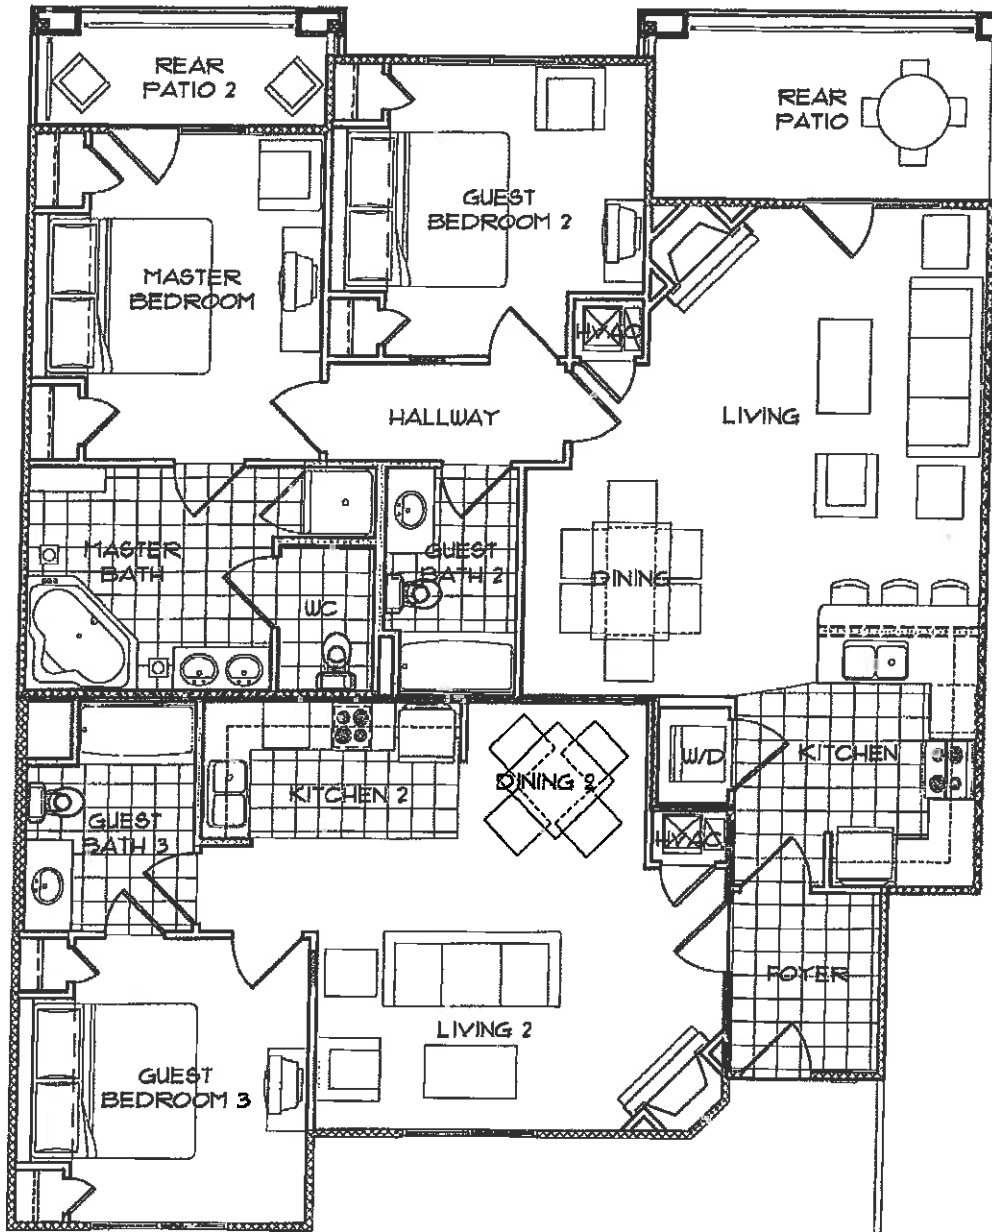 REAR
PATIO 2
REAR
PATIO
GUEST
BEDROOM 2
MASTER
BEDROOM
HVAC
HALLWAY
LIVING
MASTER
BATH
GUEST
BATH 2
WC
DINING
KITCHEN 2
DINING 2
W/D
KITCHEN
GUEST
BATH 3
HVAC
FOYER
LIVING 2
GUEST
BEDROOM 3